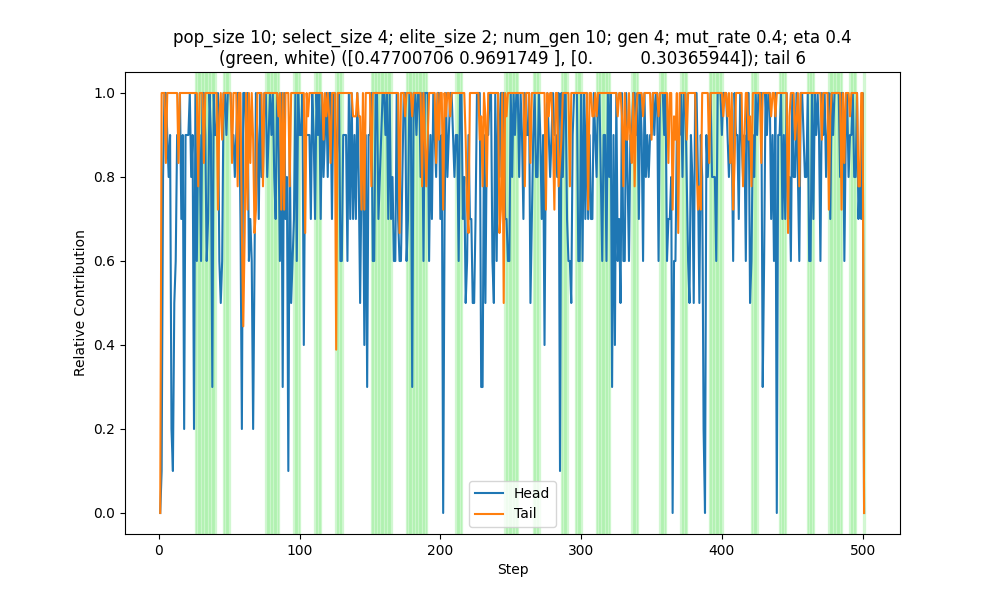 pop_size 10; select_size 4; elite_size 2; num_gen 10; gen 4; mut_rate 0.4; eta 0.4
(green, white) ([0.47700706 0.9691749 ], [0.         0.30365944]); tail 6
1.0
0.8
0.6
0.4
0.2
0.0
Relative Contribution
Head
Tail
0
100
200
300
400
500
Step